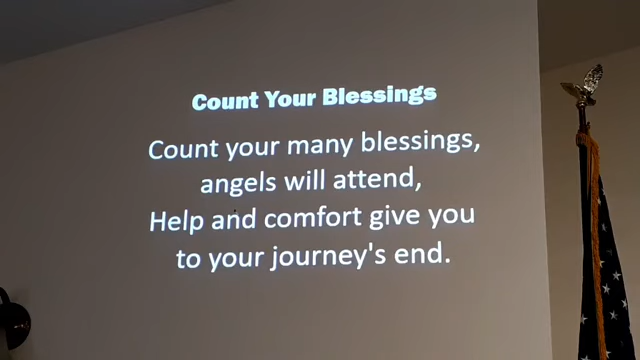 Count Your Blessings
Count your many blessings,
angels will attend,
Help and comfort give you
to your journey's end.